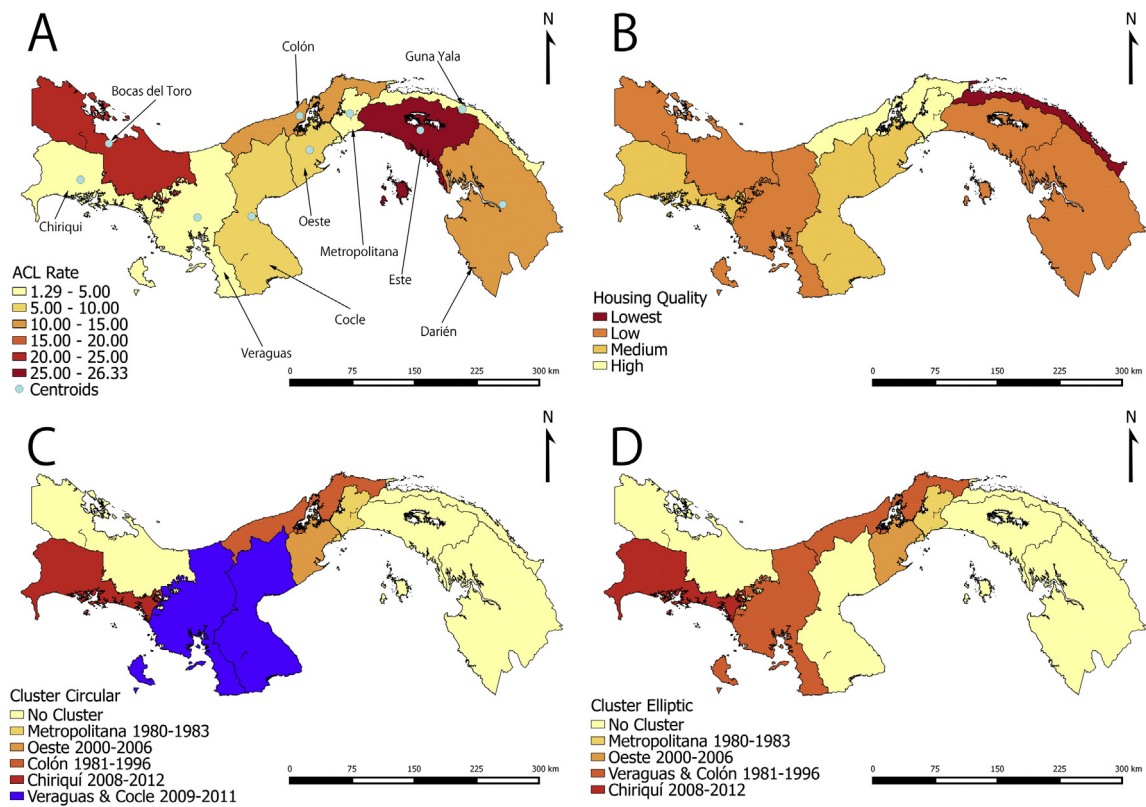 A
N
Colón
Guna Yala
Bocas del Toro
Chiriqui
Oeste
Metropolitana
Este
Cocle
Darién
Veraguas
ACL Rate
1.29 - 5.00
5.00 - 10.00
10.00 - 15.00
15.00 - 20.00
20.00 - 25.00
25.00 - 26.33
Centroids
0 75 150 225 300 km
B
N
Housing Quality
Lowest
Low
Medium
High
0 75 150 225 300 km
C
N
Cluster Circular
No Cluster
Metropolitana 1980-1983
Oeste 2000-2006
Colón 1981-1996
Chiriquí 2008-2012
Veraguas & Cocle 2009-2011
0 75 150 225 300 km
D
N
Cluster Elliptic
No Cluster
Metropolitana 1980-1983
Oeste 2000-2006
Veraguas & Colón 1981-1996
Chiriquí 2008-2012
0 75 150 225 300 km